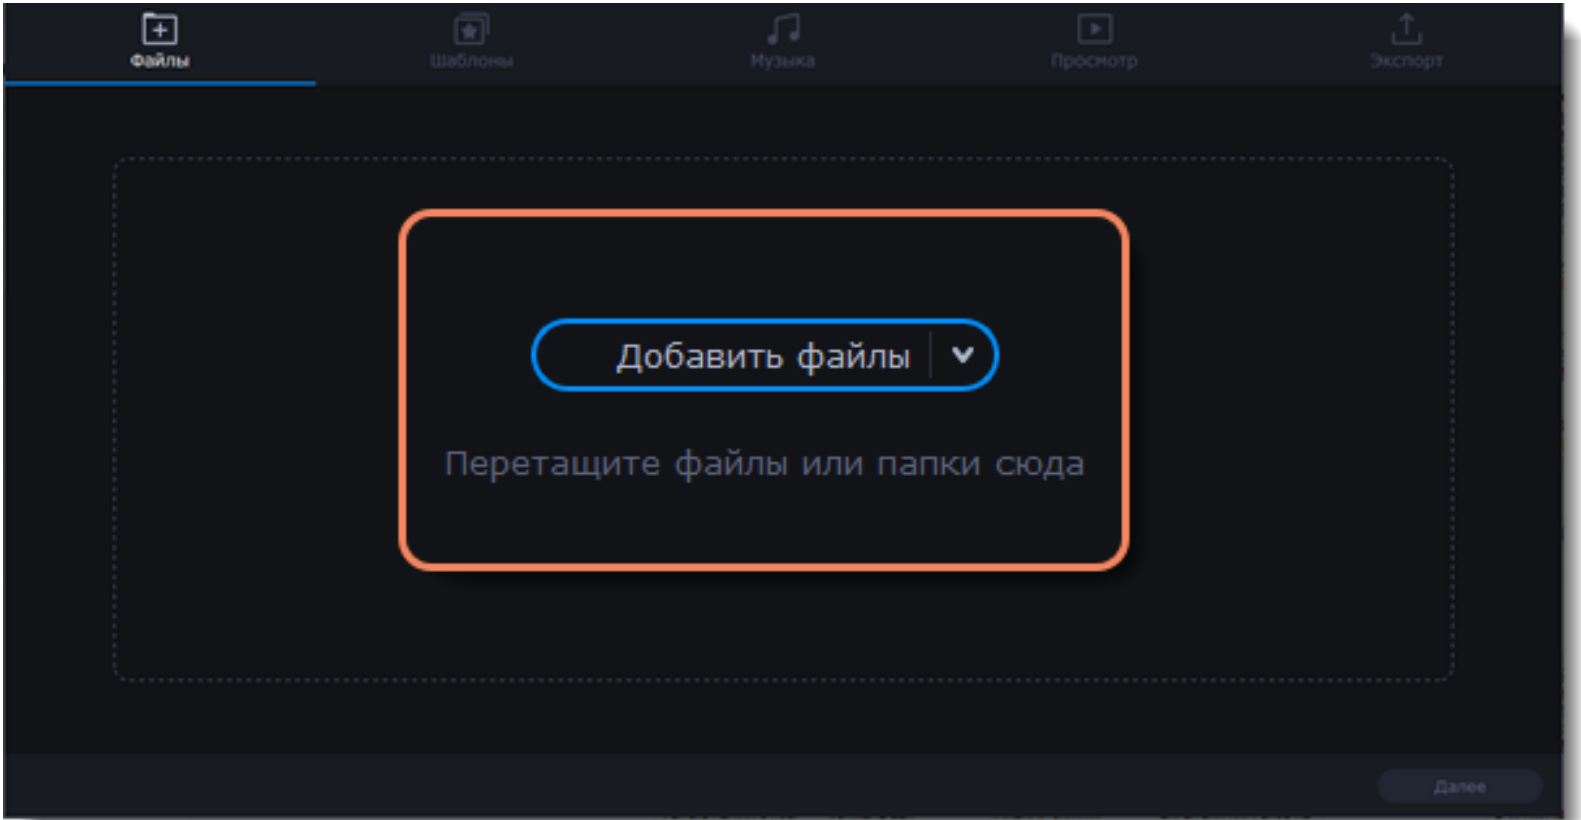 Файлы
Шаблоны
Музыка
Просмотр
Экспорт
Добавить файлы
Перетащите файлы или папки сюда
Далее